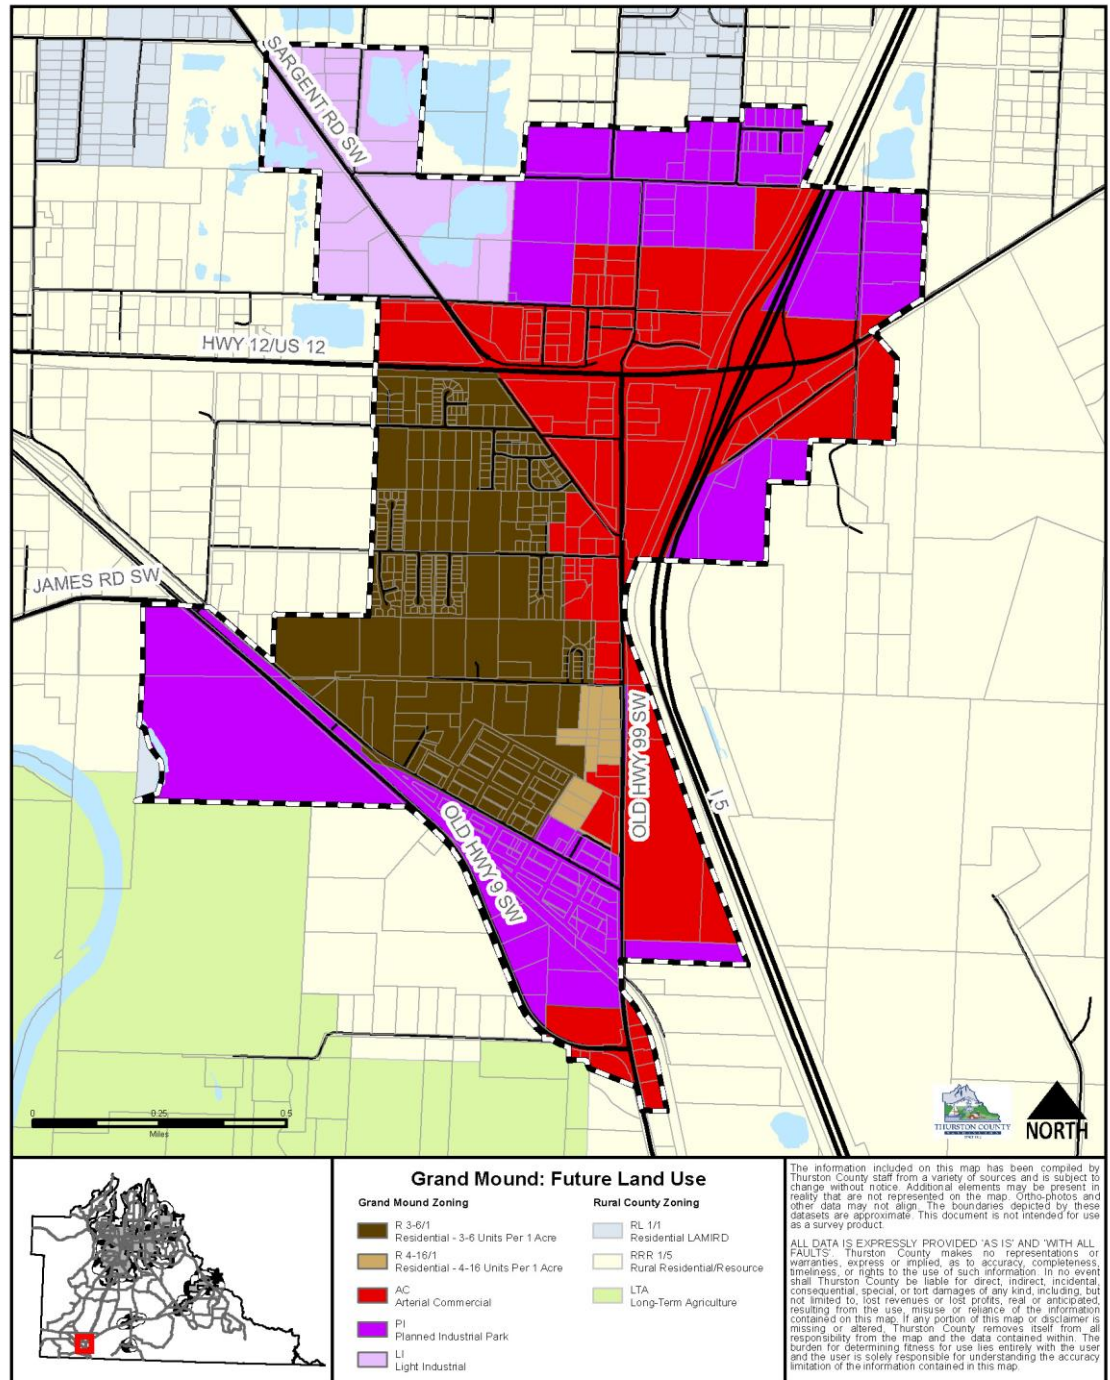 SARGENT RD SW
HWY 12/US 12
JAMES RD SW
OLD HWY 99 SW
I 5
OLD HWY 9 SW
0 0.25 0.5
Miles
THURSTON COUNTY
NORTH
Grand Mound: Future Land Use
Grand Mound Zoning
R 3-6/1
Residential - 3-6 Units Per 1 Acre
R 4-16/1
Residential - 4-16 Units Per 1 Acre
AC
Arterial Commercial
PI
Planned Industrial Park
LI
Light Industrial
Rural County Zoning
RL 1/1
Residential LAMIRD
RRR 1/5
Rural Residential/Resource
LTA
Long-Term Agriculture
The information included on this map has been compiled by
Thurston County staff from a variety of sources and is subject to
change without notice. Additional elements may be present in
reality that are not represented on the map. Ortho-photos and
other data may not align. The boundaries depicted by these
datasets are approximate. This document is not intended for use
as a survey product.
ALL DATA IS EXPRESSLY PROVIDED 'AS IS' AND 'WITH ALL
FAULTS'. Thurston County makes no representations or
warranties, express or implied, as to accuracy, completeness,
timeliness, or rights to the use of such information. In no event
shall Thurston County be liable for direct, indirect, incidental,
consequential, special, or tort damages of any kind, including, but
not limited to, lost revenues or lost profits, real or anticipated,
resulting from the use, misuse or reliance of the information
contained on this map. If any portion of this map or disclaimer is
missing or altered, Thurston County removes itself from all
responsibility from the map and the data contained within. The
burden for determining fitness for use lies entirely with the user
and the user is solely responsible for understanding the accuracy
limitation of the information contained in this map.